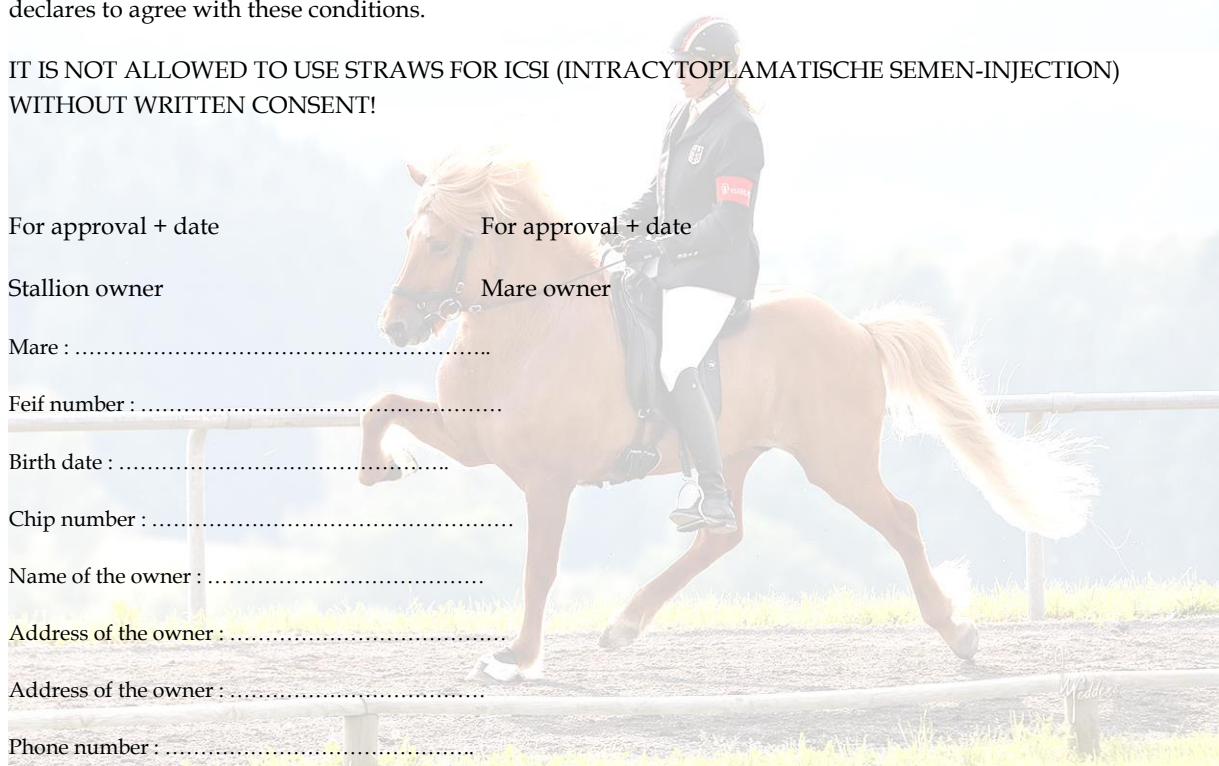 declares to agree with these conditions.
IT IS NOT ALLOWED TO USE STRAWS FOR ICSI (INTRACYTOPLAMATISCHE SEMEN-INJECTION)
WITHOUT WRITTEN CONSENT!
For approval + date For approval + date
Stallion owner Mare owner
Mare : …………………………………………………..
Feif number : ……………………………………………
Birth date : ………………………………………..
Chip number : ……………………………………………
Name of the owner : …………………………………
Address of the owner : …………………………………
Address of the owner : ………………………………
Phone number : ……………………………………..